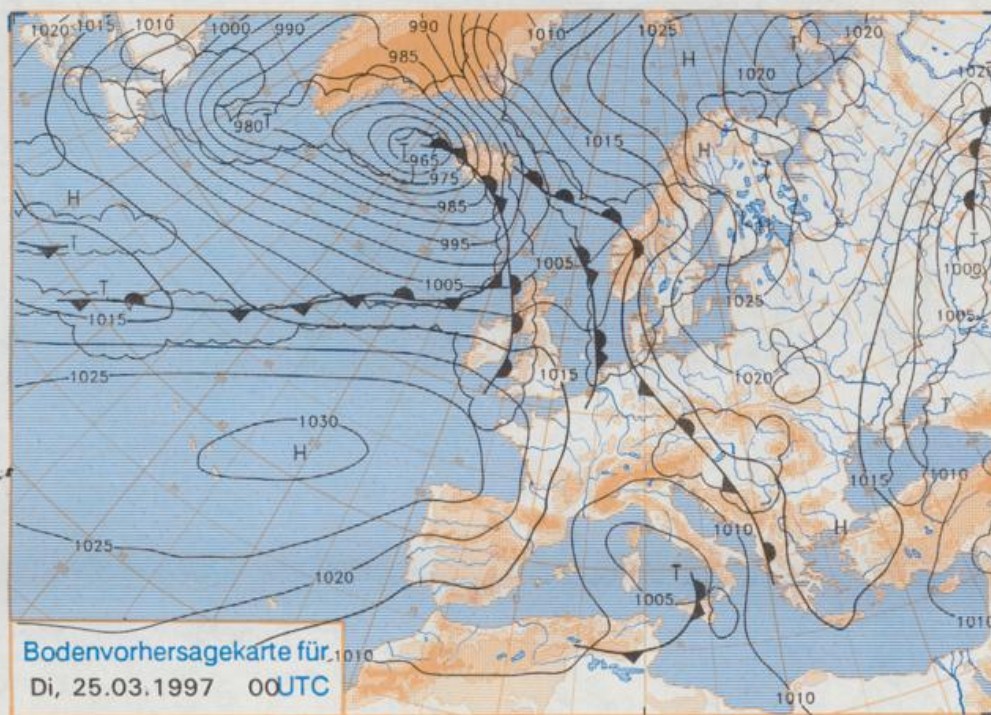 1020 1015 1000 990 990 1010 1025 1020
1010 985 H T 1020
1020
980 T
T 965 1015
975 H
H 985
T 995 1005 T
1005 1000
T 1025
1015 1005
1025 1015 1020
T
1030
H
1015 1010
1025 1010 H
1020 T
1005
1010 1010
1010
Bodenvorhersagekarte für
Di, 25.03.1997 00UTC